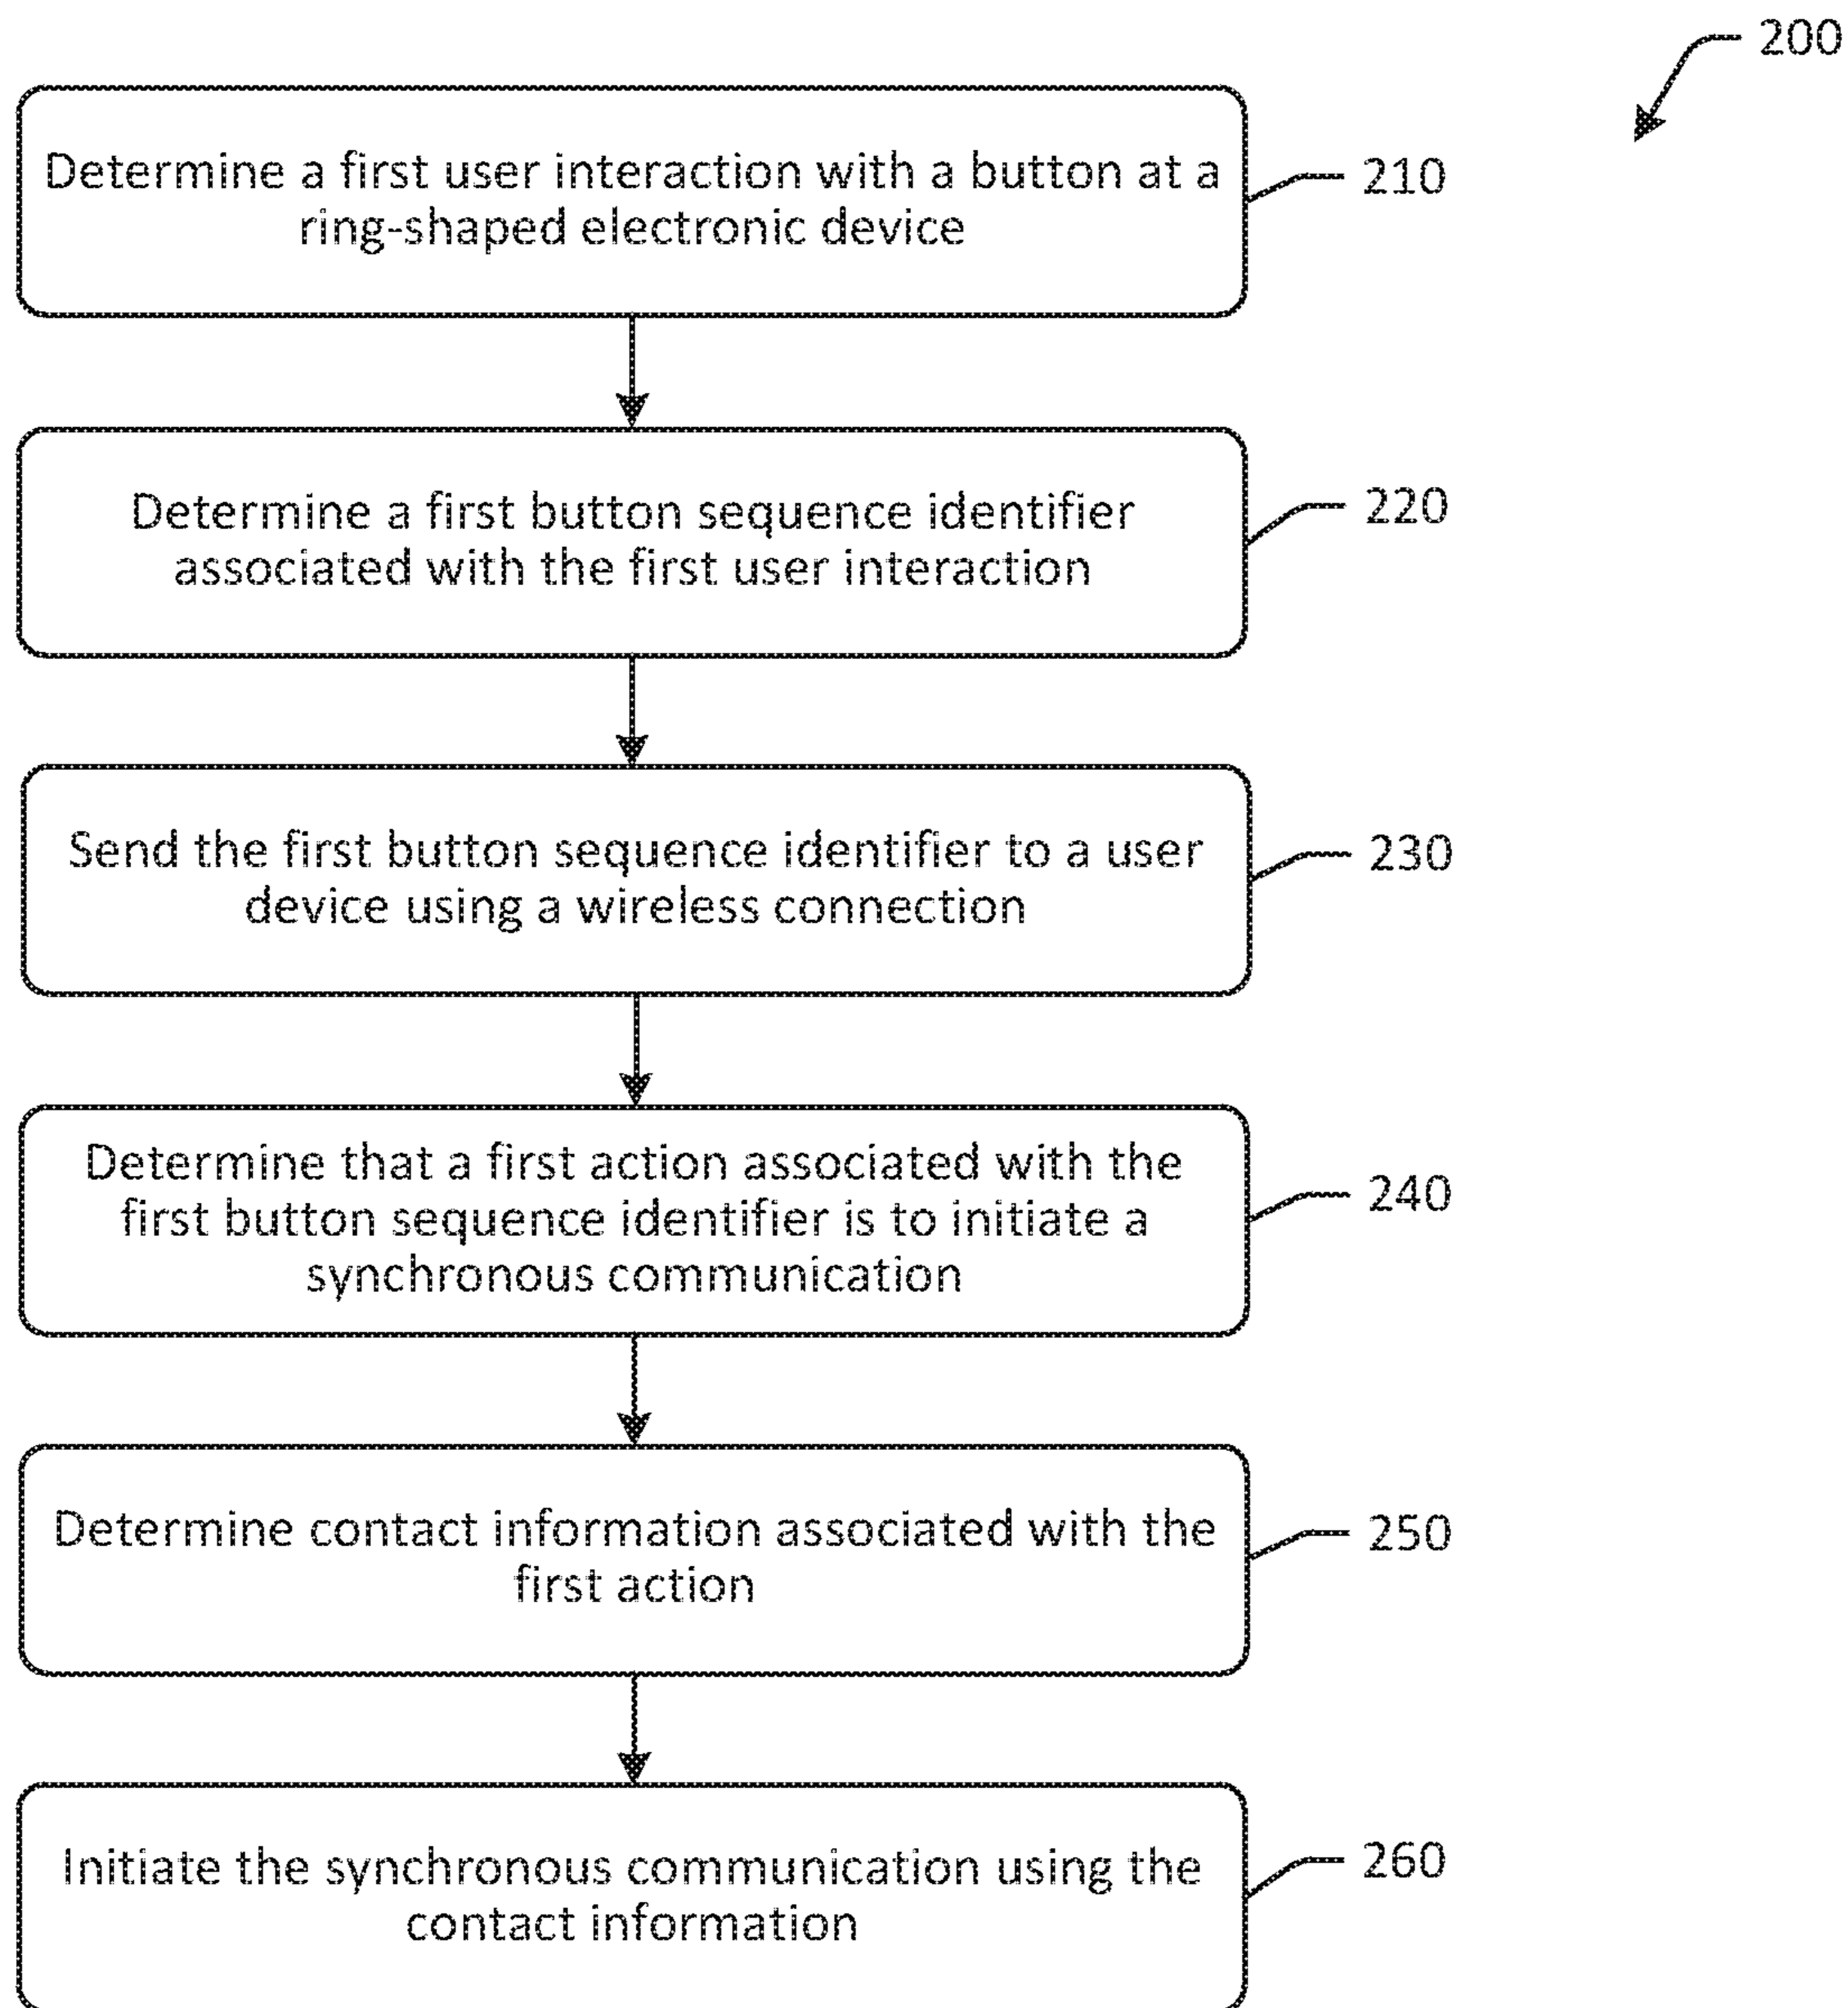 200
Determine a first user interaction with a button at a
ring-shaped electronic device
210
Determine a first button sequence identifier
associated with the first user interaction
220
Send the first button sequence identifier to a user
device using a wireless connection
230
Determine that a first action associated with the
first button sequence identifier is to initiate a
synchronous communication
240
Determine contact information associated with the
first action
250
Initiate the synchronous communication using the
contact information
260